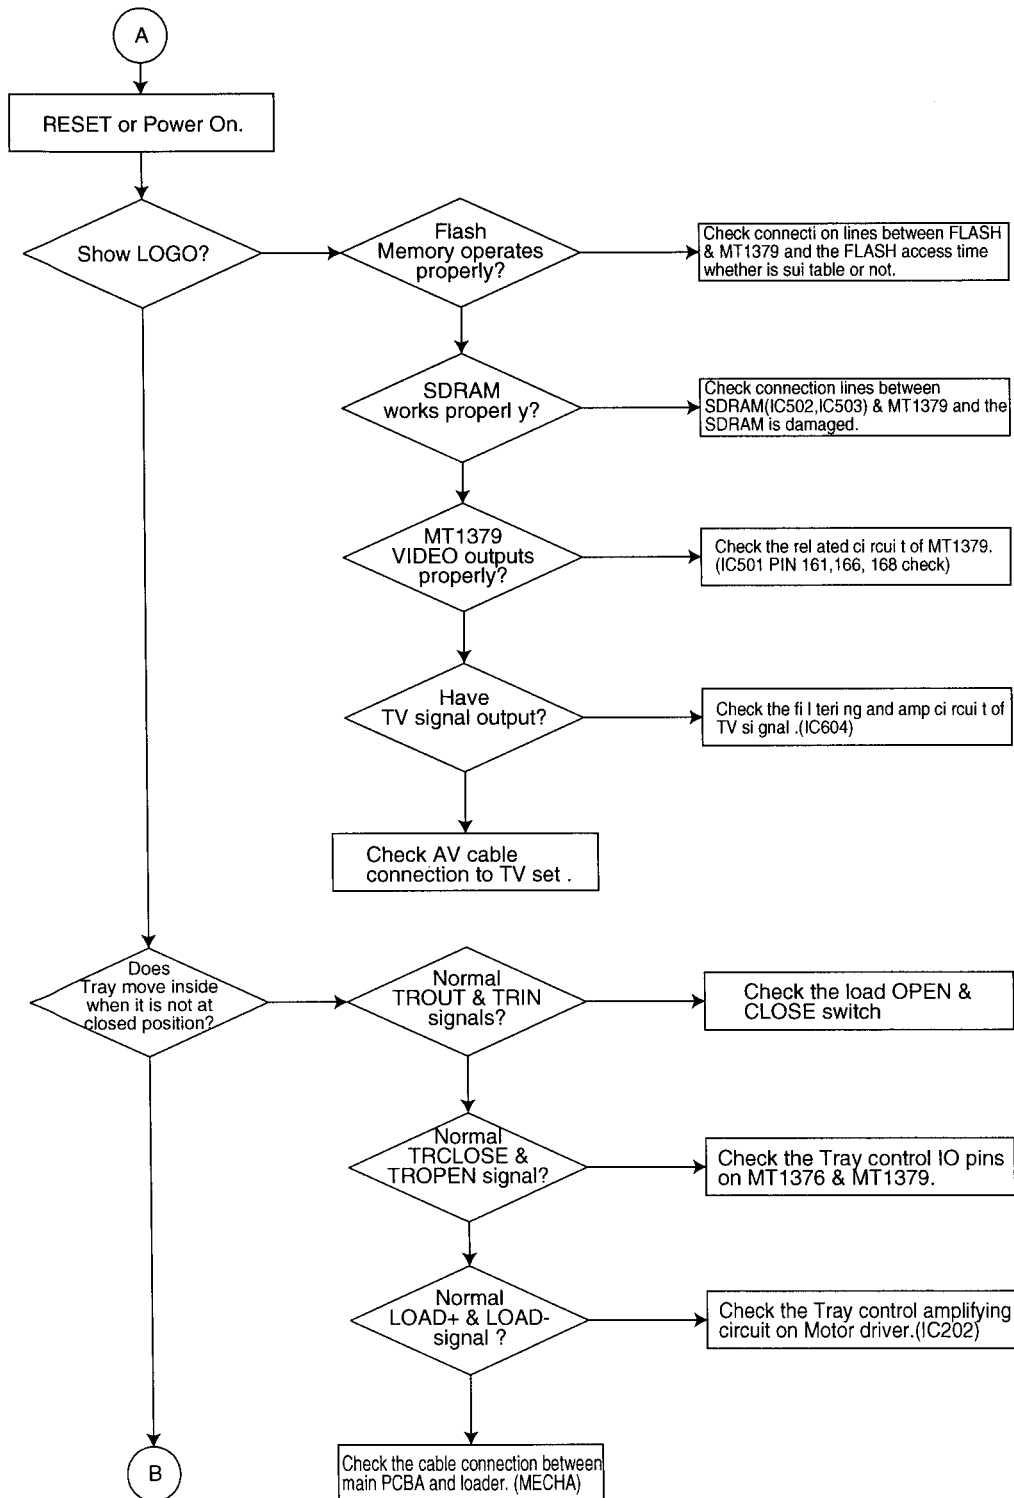 A
RESET or Power On.
Show LOGO?
Flash
Memory operates
properly?
Check connecti on lines between FLASH
& MT1379 and the FLASH access time
whether is sui table or not.
SDRAM
works properl y?
Check connection lines between
SDRAM(IC502,IC503) & MT1379 and the
SDRAM is damaged.
MT1379
VIDEO outputs
properly?
Check the rel ated ci rcui t of MT1379.
(IC501 PIN 161,166, 168 check)
Have
TV signal output?
Check the fi l teri ng and amp ci rcui t of
TV si gnal .(IC604)
Check AV cable
connection to TV set .
Does
Tray move inside
when it is not at
closed position?
Normal
TROUT & TRIN
signals?
Check the load OPEN &
CLOSE switch
Normal
TRCLOSE &
TROPEN signal?
Check the Tray control IO pins
on MT1376 & MT1379.
Normal
LOAD+ & LOAD-
signal ?
Check the Tray control amplifying
circuit on Motor driver.(IC202)
B
Check the cable connection between
main PCBA and loader. (MECHA)